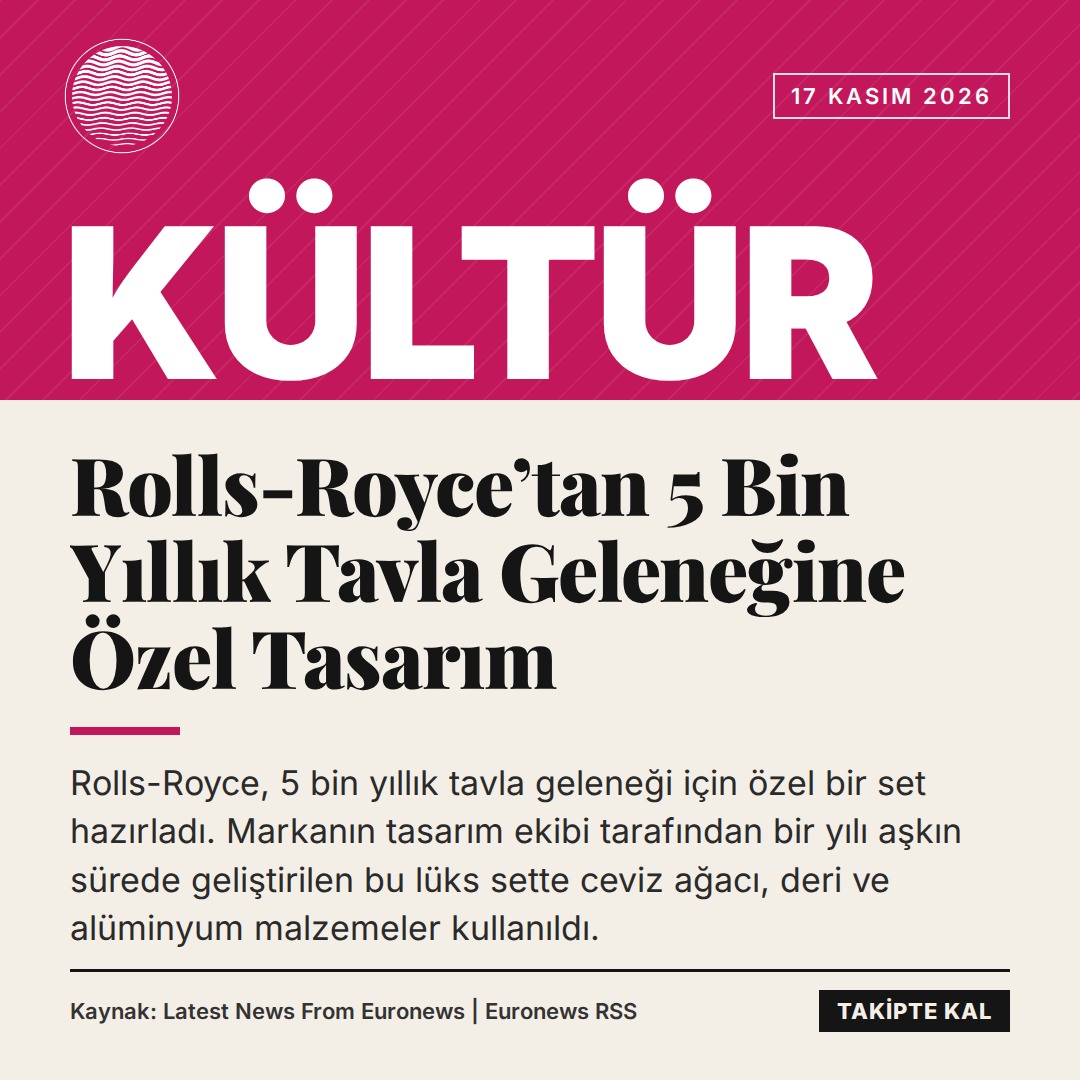 17 KASIM 2026
KÜLTÜR
Rolls-Royce’tan 5 Bin
Yıllık Tavla Geleneğine
Özel Tasarım
Rolls-Royce, 5 bin yıllık tavla geleneği için özel bir set
hazırladı. Markanın tasarım ekibi tarafından bir yılı aşkın
sürede geliştirilen bu lüks sette ceviz ağacı, deri ve
alüminyum malzemeler kullanıldı.
Kaynak: Latest News From Euronews | Euronews RSS
TAKİPTE KAL